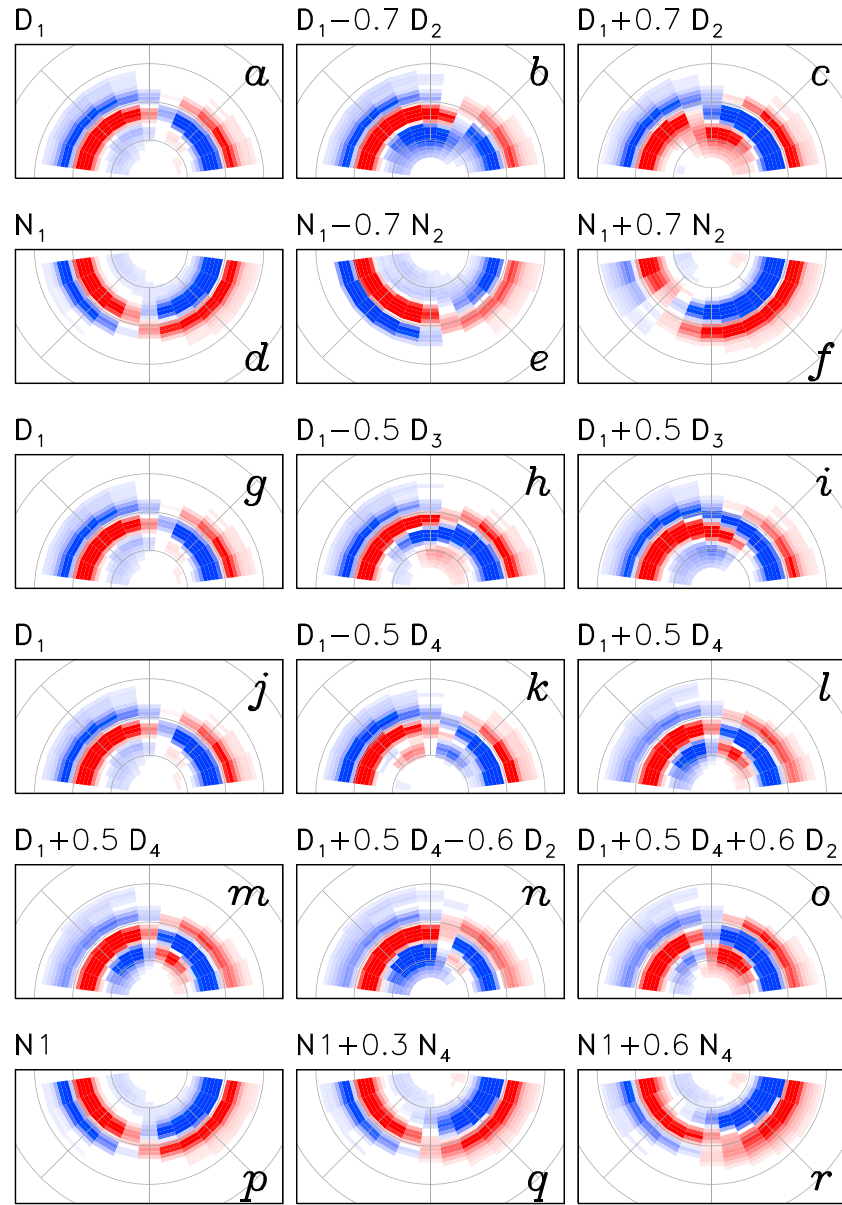 D₁ D₁−0.7 D₂ D₁+0.7 D₂
a b c
N₁ N₁−0.7 N₂ N₁+0.7 N₂
d e f
D₁ D₁−0.5 D₃ D₁+0.5 D₃
g h i
D₁ D₁−0.5 D₄ D₁+0.5 D₄
j k l
D₁+0.5 D₄ D₁+0.5 D₄−0.6 D₂ D₁+0.5 D₄+0.6 D₂
m n o
N1 N1+0.3 N₄ N1+0.6 N₄
p q r